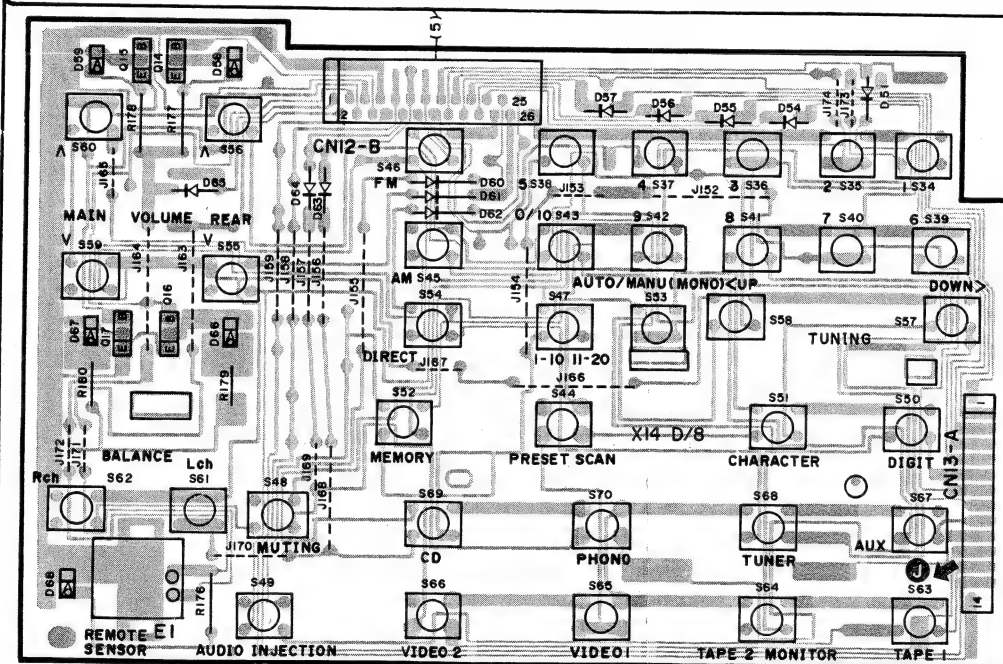 (5)
D59 Q15 B E Q14 B E D58
2 25 26
D57 D56 D55 D54 J174 J173 D51
R178 R177
S60 S56
CN12-B
S46
FM
D60
D61
D62
5 S38 J153 4 S37 J152 3 S36 2 S35 1 S34
J165 D65 D64 D63
MAIN VOLUME REAR
0/10 S43 9 S42 8 S41 7 S40 6 S39
S59 J164 J163 S55 J159 J158 J157 J156 J155
AM S45 J154
AUTO/MANU(MONO) <UP DOWN>
S54 S47 S53 S58 S57
D67 Q17 B E Q16 B E D66
DIRECT 1-10 11-20 TUNING
J167 J166
R180 R179
S52 S44 S51 S50
X14 D/8
1
J172 J171
BALANCE MEMORY PRESET SCAN CHARACTER DIGIT
CN13-A
Rch S62 Lch S61 S48 J169 J168 S69 S70 S68 S67
J170 MUTING CD PHONO TUNER AUX
J
D68 R176 S49 S66 S65 S64 S63
14
REMOTE SENSOR E1
AUDIO INJECTION VIDEO 2 VIDEO 1 TAPE 2 MONITOR TAPE 1